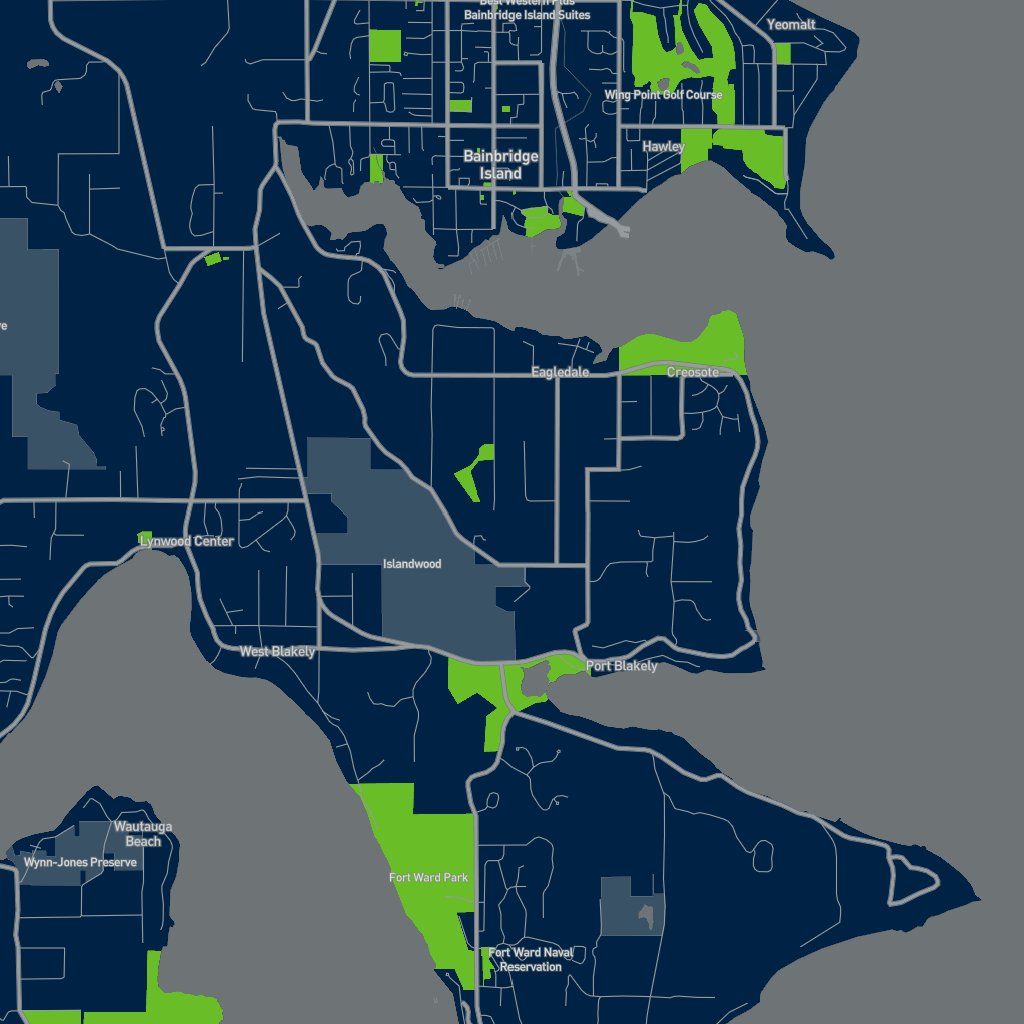 Best Western Plus
Bainbridge Island Suites
Yeomalt
Wing Point Golf Course
Hawley
Bainbridge
Island
Eagledale
Creosote
Lynwood Center
Islandwood
West Blakely
Port Blakely
Wautauga
Beach
Wynn-Jones Preserve
Fort Ward Park
Fort Ward Naval
Reservation